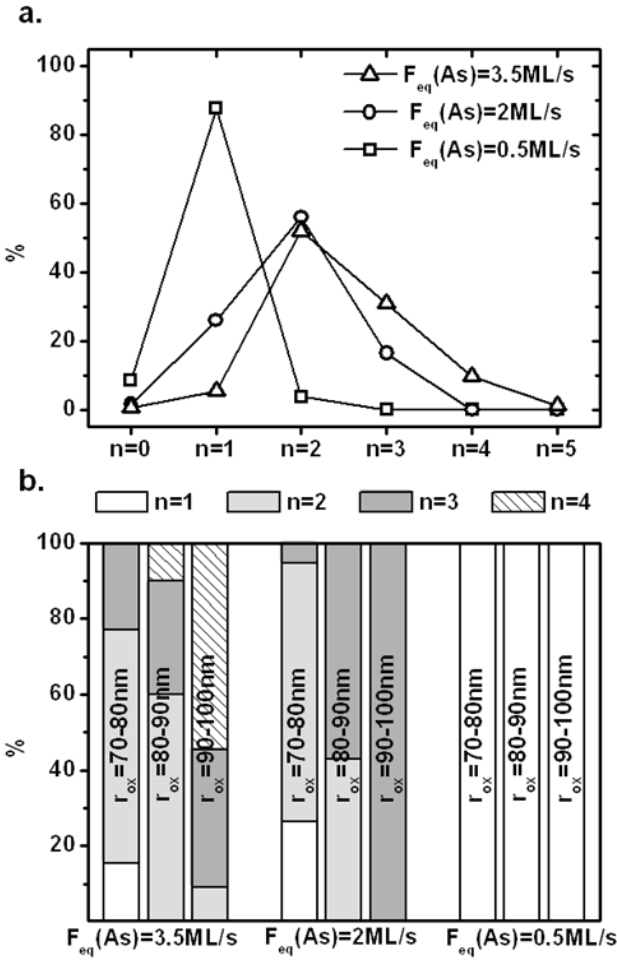 a.
100
80
60
40
20
0
%
F_eq(As)=3.5ML/s
F_eq(As)=2ML/s
F_eq(As)=0.5ML/s
n=0 n=1 n=2 n=3 n=4 n=5
b.
n=1 n=2 n=3 n=4
100
80
60
40
20
%
r_ox=70-80nm
r_ox=80-90nm
r_ox=90-100nm
r_ox=70-80nm
r_ox=80-90nm
r_ox=90-100nm
r_ox=70-80nm
r_ox=80-90nm
r_ox=90-100nm
F_eq(As)=3.5ML/s F_eq(As)=2ML/s F_eq(As)=0.5ML/s